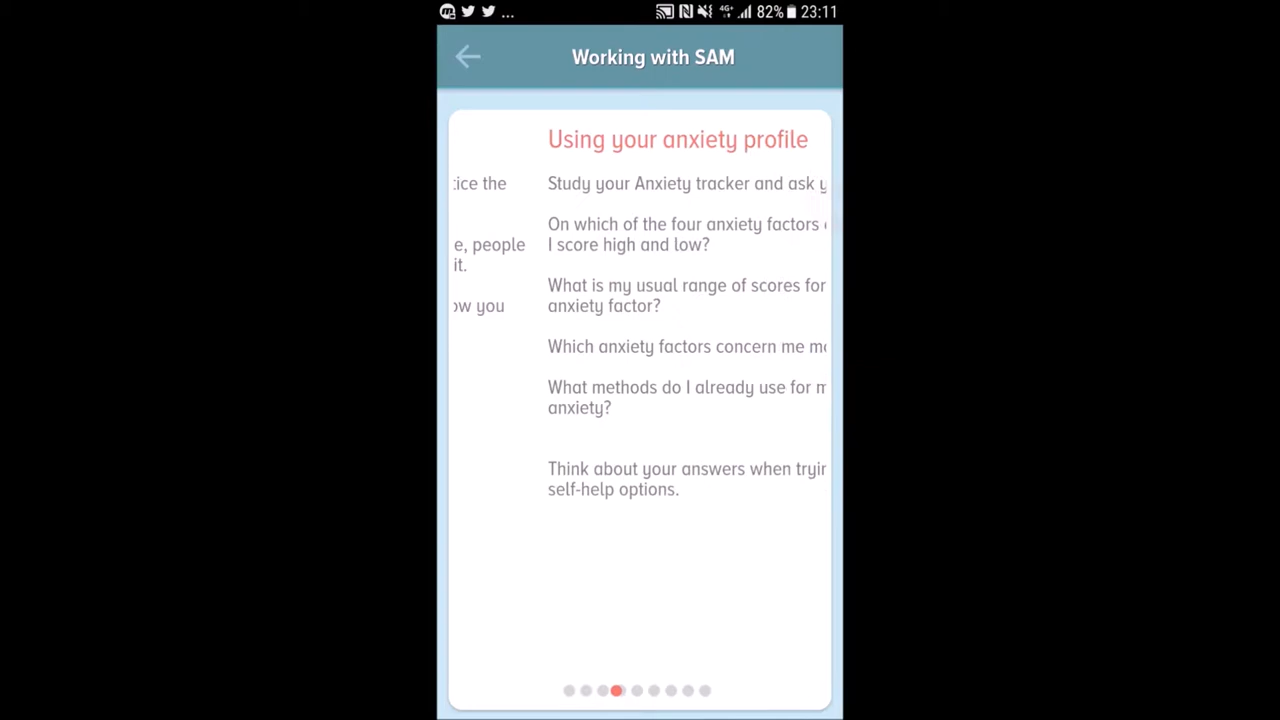 ... 82% 23:11
Working with SAM
Using your anxiety profile
tice the
Study your Anxiety tracker and ask
On which of the four anxiety factors
I score high and low?
e, people
it.
What is my usual range of scores for
anxiety factor?
ow you
Which anxiety factors concern me
What methods do I already use for
anxiety?
Think about your answers when tryin
self-help options.